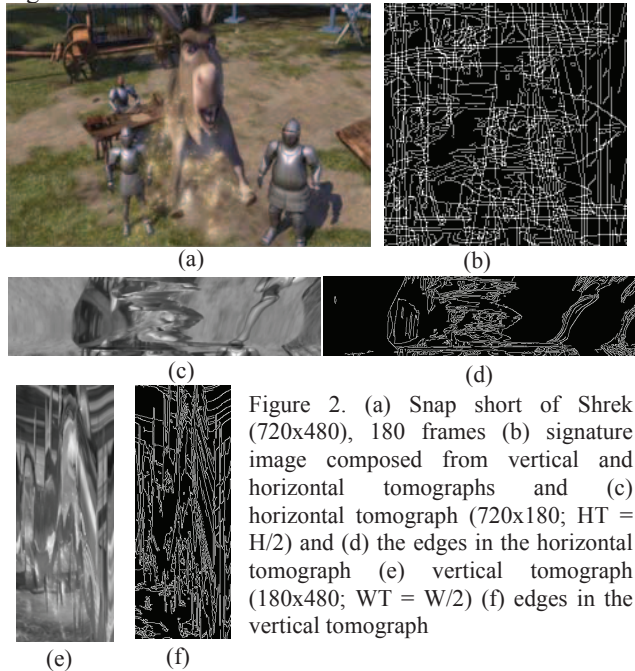 (a)
(b)
(c)
(d)
Figure 2. (a) Snap short of Shrek
(720x480), 180 frames (b) signature
image composed from vertical and
horizontal tomographs and (c)
horizontal tomograph (720x180; HT =
H/2) and (d) the edges in the horizontal
tomograph (e) vertical tomograph
(180x480; WT = W/2) (f) edges in the
vertical tomograph
(e)
(f)